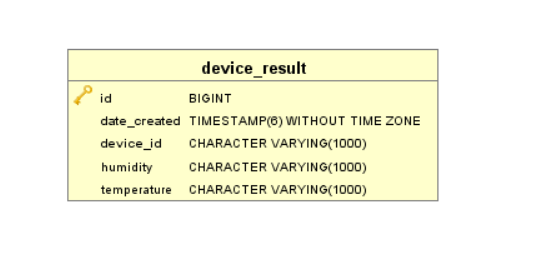 device_result
id BIGINT
date_created TIMESTAMP(6) WITHOUT TIME ZONE
device_id CHARACTER VARYING(1000)
humidity CHARACTER VARYING(1000)
temperature CHARACTER VARYING(1000)